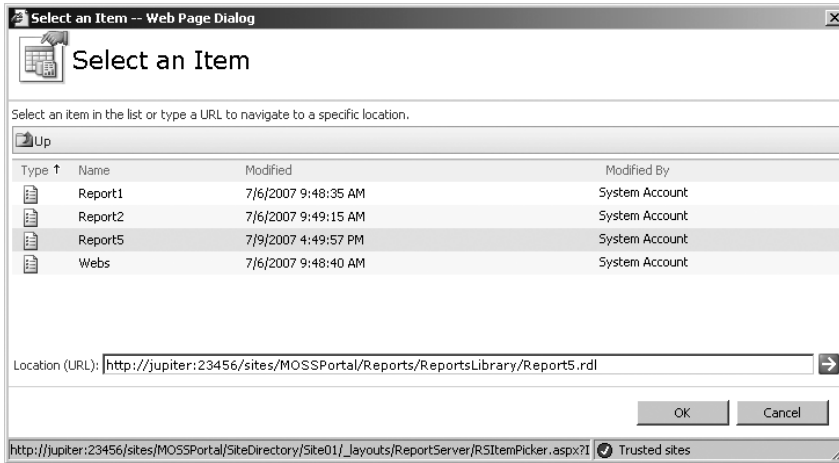 Select an Item -- Web Page Dialog
Select an Item
Select an item in the list or type a URL to navigate to a specific location.
Up
Type Name Modified Modified By
Report1 7/6/2007 9:48:35 AM System Account
Report2 7/6/2007 9:49:15 AM System Account
Report5 7/9/2007 4:49:57 PM System Account
Webs 7/6/2007 9:48:40 AM System Account
Location (URL): http://jupiter:23456/sites/MOSSPortal/Reports/ReportsLibrary/Report5.rdl
OK Cancel
http://jupiter:23456/sites/MOSSPortal/SiteDirectory/Site01/_layouts/ReportServer/RSItemPicker.aspx?I Trusted sites